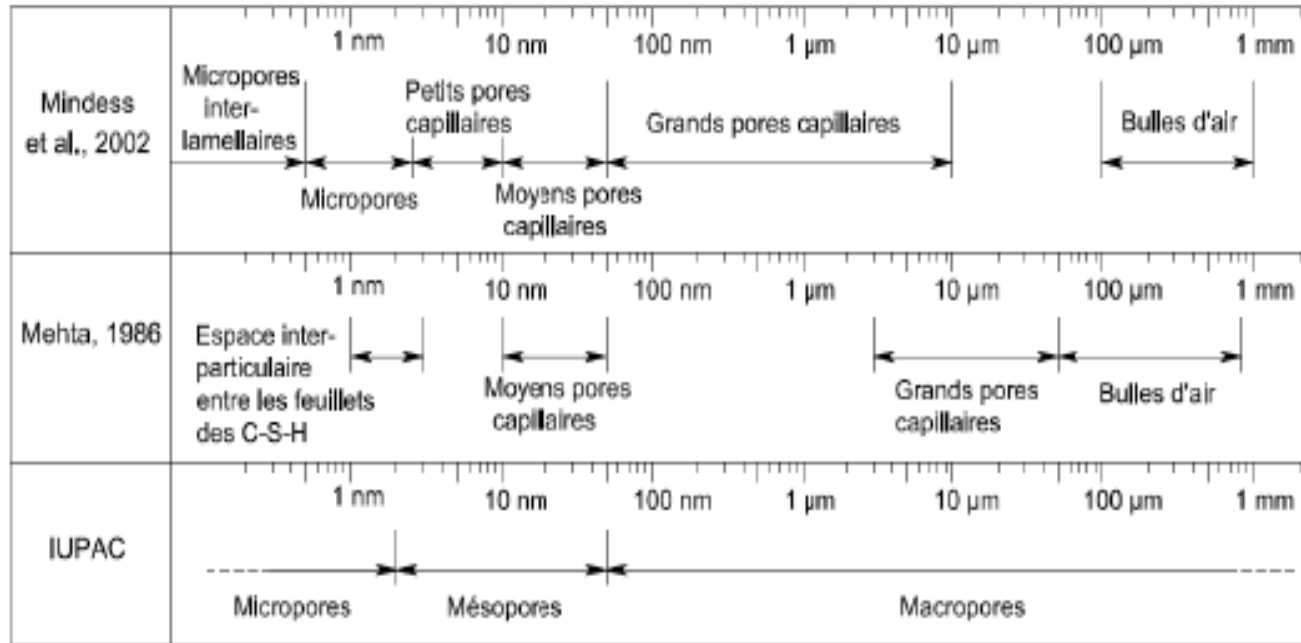 1 nm 10 nm 100 nm 1 µm 10 µm 100 µm 1 mm
Mindess
et al., 2002
Micropores
inter-
lamellaires
Petits pores
capillaires
Grands pores capillaires
Bulles d'air
Micropores
Moyens pores
capillaires
1 nm 10 nm 100 nm 1 µm 10 µm 100 µm 1 mm
Mehta, 1986
Espace inter-
particulaire
entre les feuillets
des C-S-H
Moyens pores
capillaires
Grands pores
capillaires
Bulles d'air
1 nm 10 nm 100 nm 1 µm 10 µm 100 µm 1 mm
IUPAC
Micropores
Mésopores
Macropores